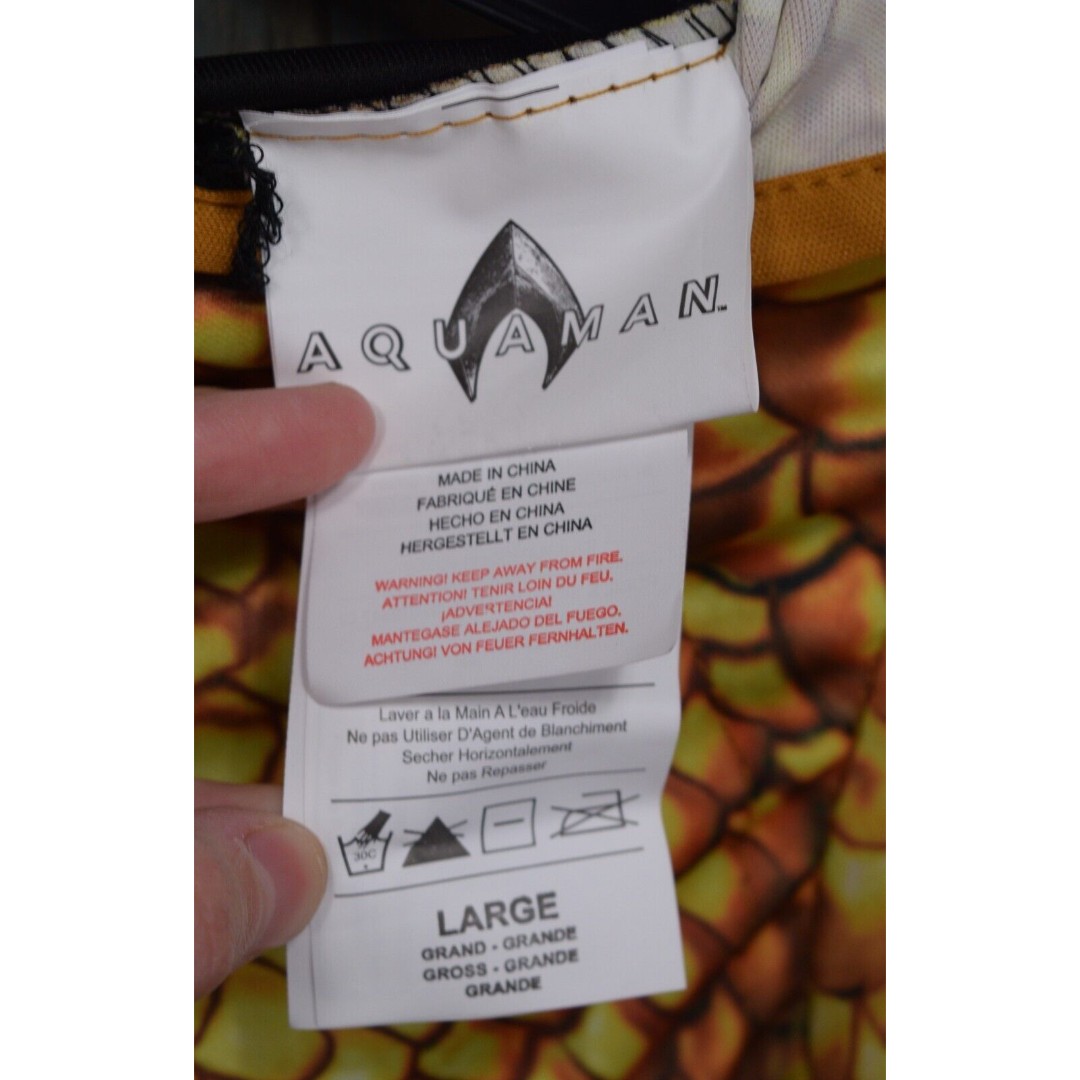 AQUAMAN™
MADE IN CHINA
FABRIQUÉ EN CHINE
HECHO EN CHINA
HERGESTELLT EN CHINA
WARNING! KEEP AWAY FROM FIRE.
ATTENTION! TENIR LOIN DU FEU.
¡ADVERTENCIA!
MANTEGASE ALEJADO DEL FUEGO.
ACHTUNG! VON FEUER FERNHALTEN.
Laver a la Main A L'eau Froide
Ne pas Utiliser D'Agent de Blanchiment
Secher Horizontalement
Ne pas Repasser
30C
LARGE
GRAND - GRANDE
GROSS - GRANDE
GRANDE